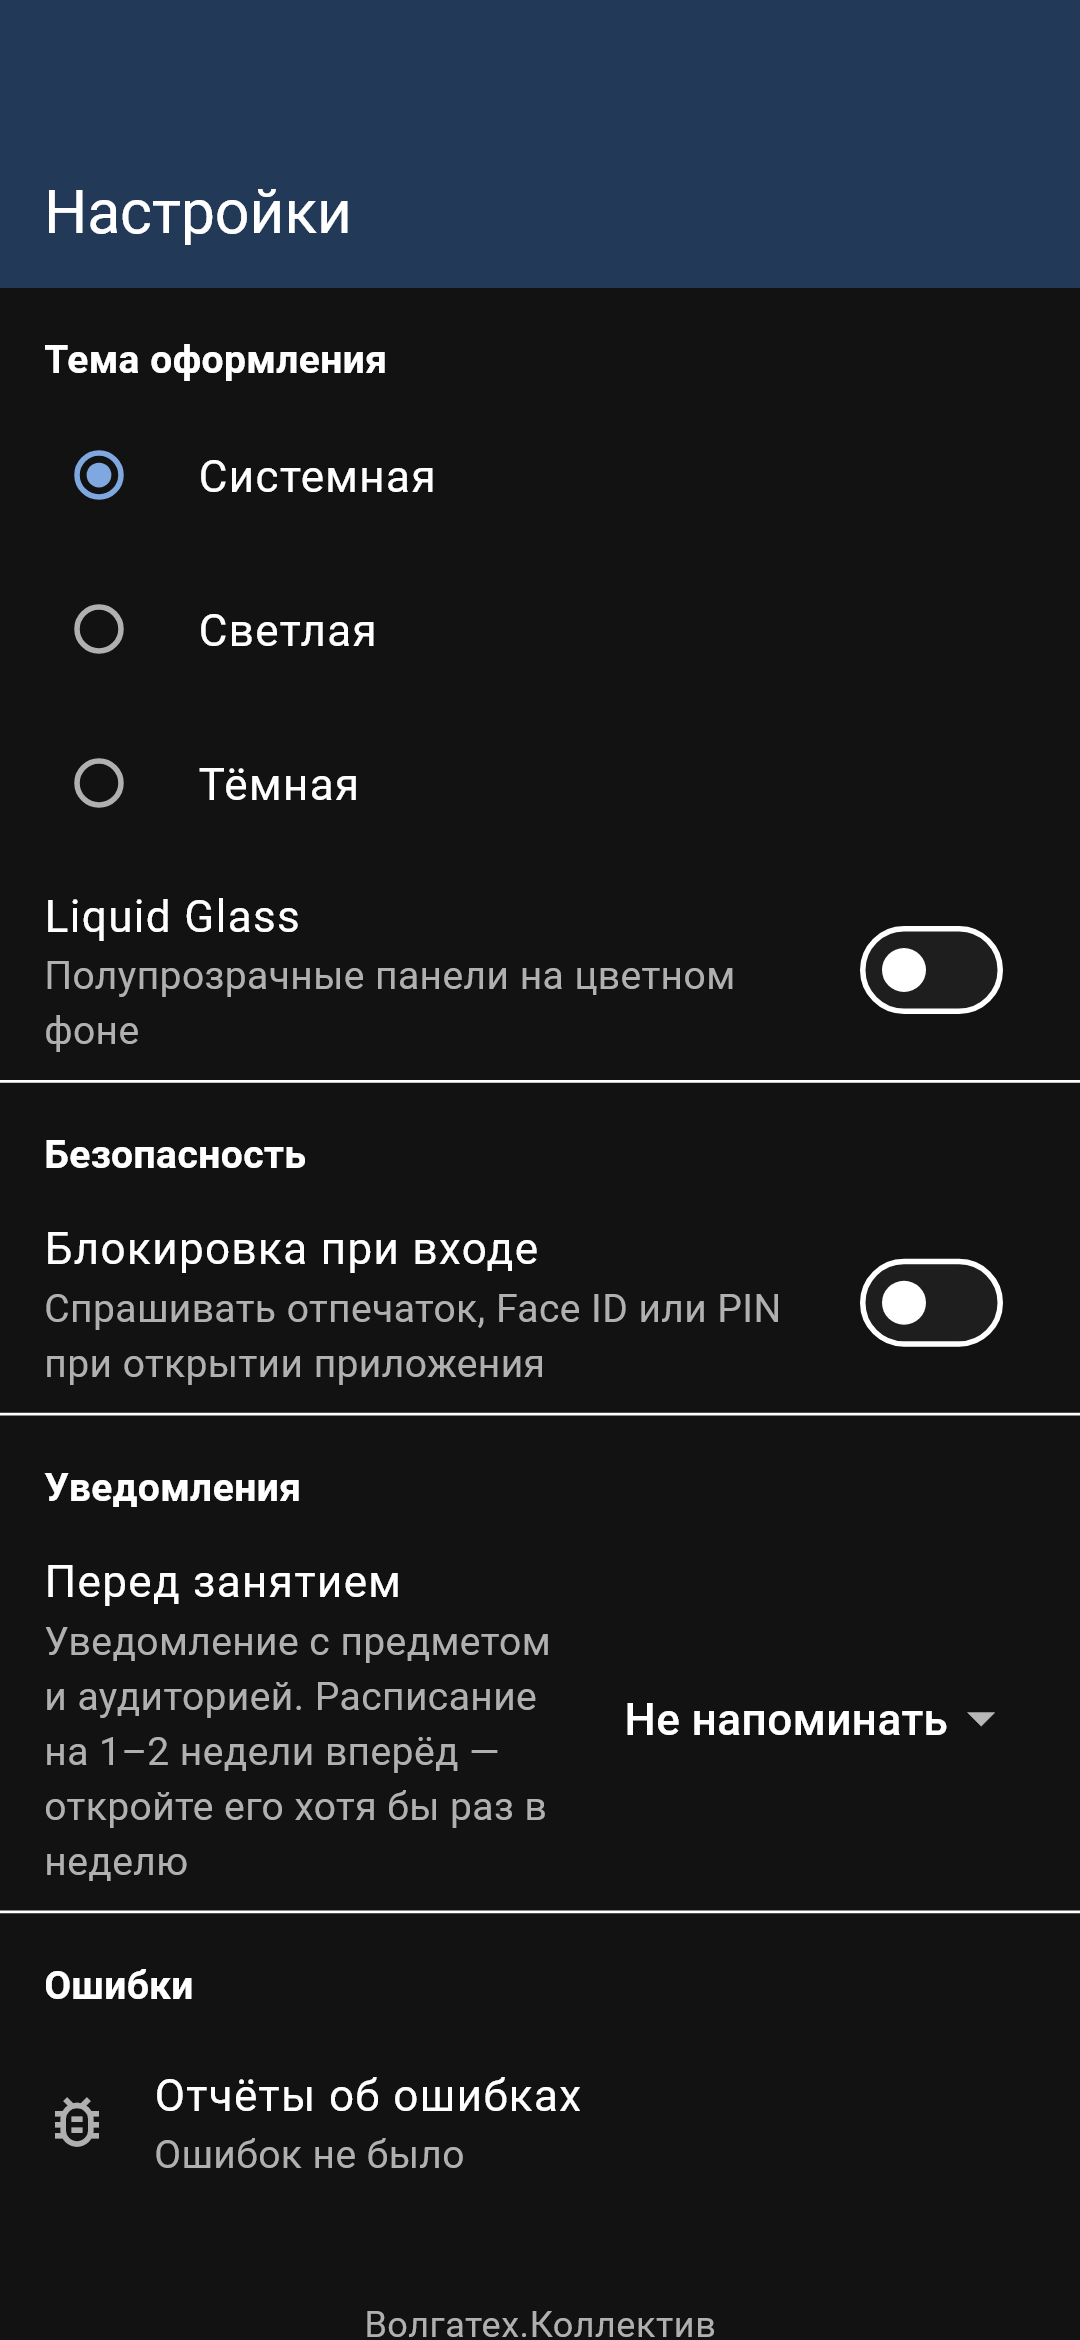 Настройки
Тема оформления
Системная
Светлая
Тёмная
Liquid Glass
Полупрозрачные панели на цветном
фоне
Безопасность
Блокировка при входе
Спрашивать отпечаток, Face ID или PIN
при открытии приложения
Уведомления
Перед занятием
Уведомление с предметом
и аудиторией. Расписание
на 1–2 недели вперёд —
откройте его хотя бы раз в
неделю
Не напоминать
Ошибки
Отчёты об ошибках
Ошибок не было
Волгатех.Коллектив